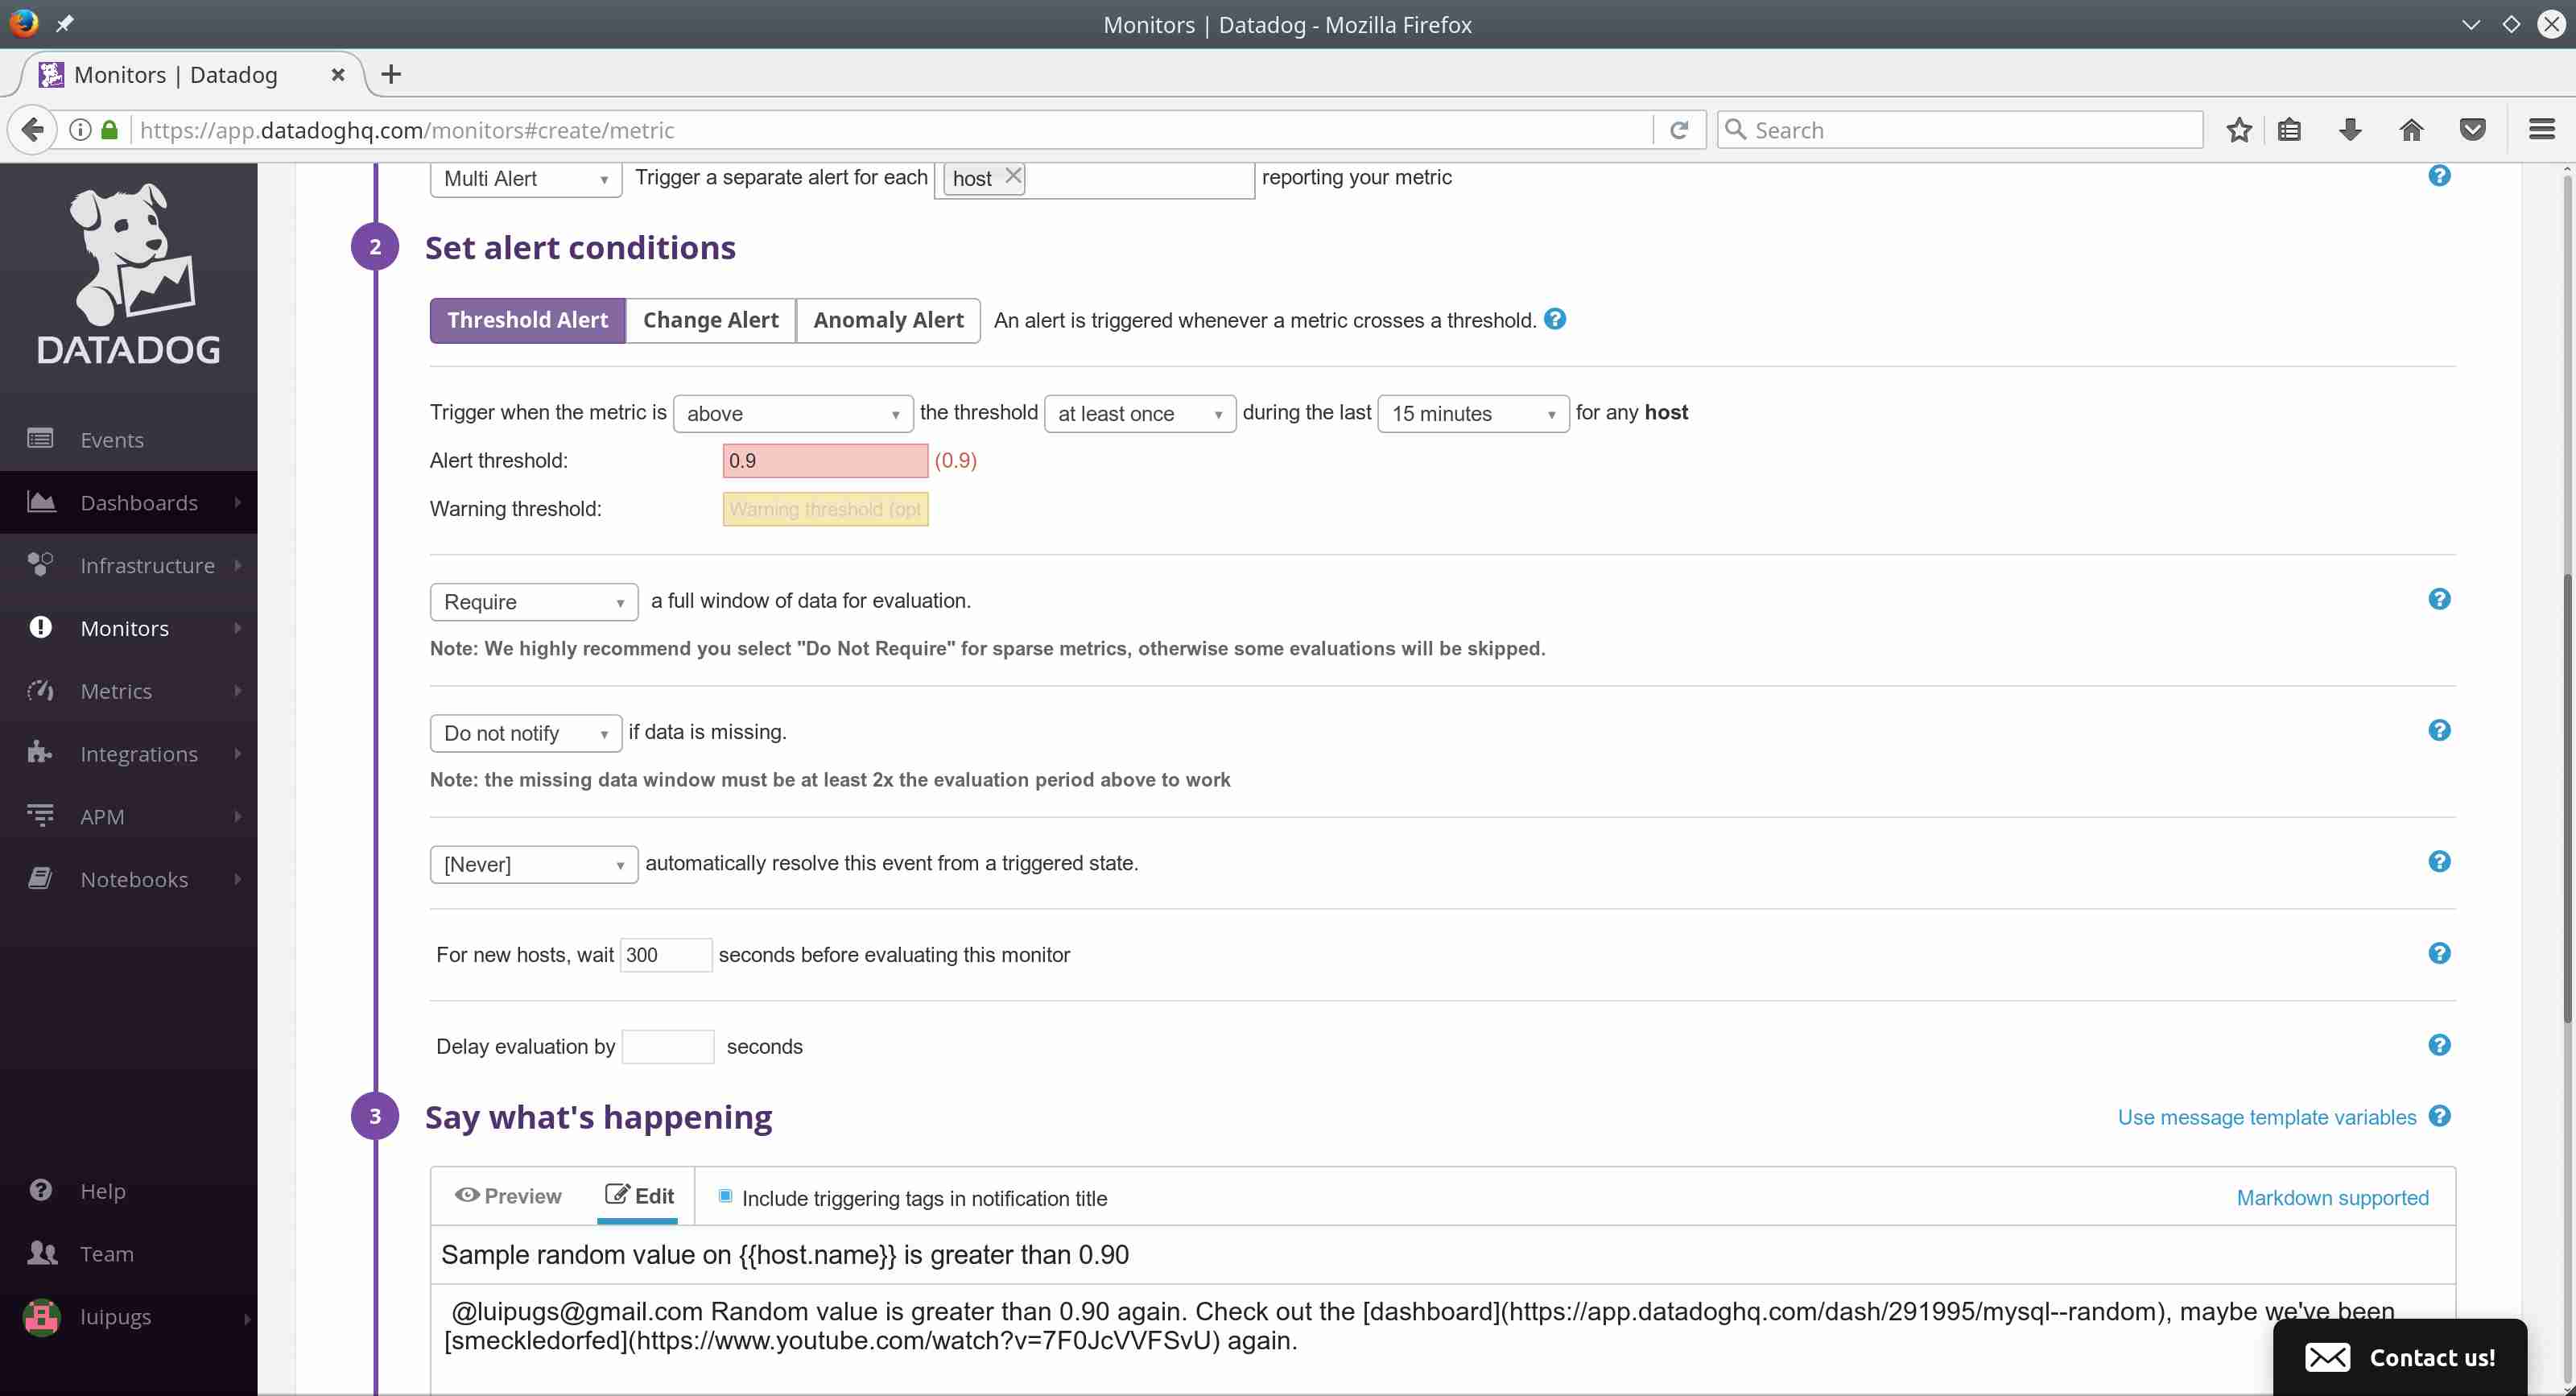 Monitors | Datadog - Mozilla Firefox
Monitors | Datadog
https://app.datadoghq.com/monitors#create/metric
Search
DATADOG
Events
Dashboards
Infrastructure
Monitors
Metrics
Integrations
APM
Notebooks
Help
Team
luipugs
Multi Alert Trigger a separate alert for each host reporting your metric
2 Set alert conditions
Threshold Alert Change Alert Anomaly Alert An alert is triggered whenever a metric crosses a threshold.
Trigger when the metric is above the threshold at least once during the last 15 minutes for any host
Alert threshold: 0.9 (0.9)
Warning threshold: Warning threshold (opt
Require a full window of data for evaluation.
Note: We highly recommend you select "Do Not Require" for sparse metrics, otherwise some evaluations will be skipped.
Do not notify if data is missing.
Note: the missing data window must be at least 2x the evaluation period above to work
[Never] automatically resolve this event from a triggered state.
For new hosts, wait 300 seconds before evaluating this monitor
Delay evaluation by seconds
3 Say what's happening Use message template variables
Preview Edit Include triggering tags in notification title Markdown supported
Sample random value on {{host.name}} is greater than 0.90
@luipugs@gmail.com Random value is greater than 0.90 again. Check out the [dashboard](https://app.datadoghq.com/dash/291995/mysql--random), maybe we've been
[smeckledorfed](https://www.youtube.com/watch?v=7F0JcVVFSvU) again.
Contact us!